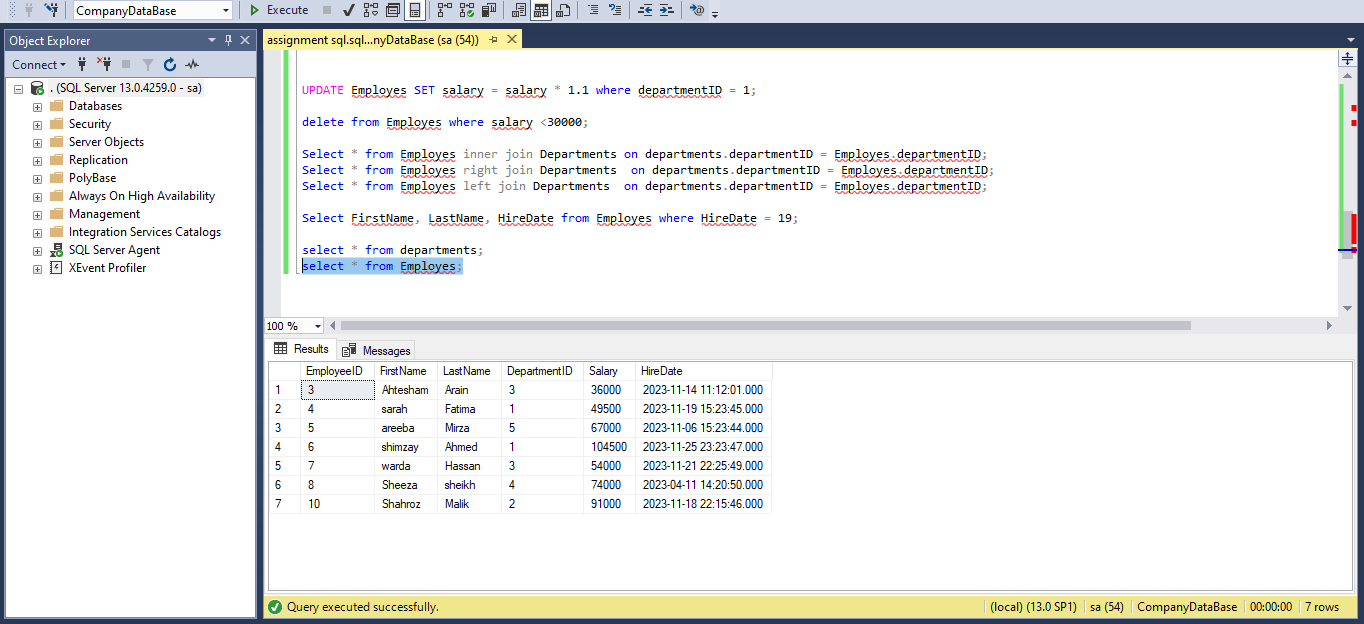 CompanyDataBase Execute
Object Explorer
assignment sql.sql...nyDataBase (sa (54))
Connect
. (SQL Server 13.0.4259.0 - sa)
Databases
Security
Server Objects
Replication
PolyBase
Always On High Availability
Management
Integration Services Catalogs
SQL Server Agent
XEvent Profiler
UPDATE Employes SET salary = salary * 1.1 where departmentID = 1;
delete from Employes where salary <30000;
Select * from Employes inner join Departments on departments.departmentID = Employes.departmentID;
Select * from Employes right join Departments  on departments.departmentID = Employes.departmentID;
Select * from Employes left join Departments  on departments.departmentID = Employes.departmentID;
Select FirstName, LastName, HireDate from Employes where HireDate = 19;
select * from departments;
select * from Employes;
100 %
Results Messages
EmployeeID FirstName LastName DepartmentID Salary HireDate
1 3 Ahtesham Arain 3 36000 2023-11-14 11:12:01.000
2 4 sarah Fatima 1 49500 2023-11-19 15:23:45.000
3 5 areeba Mirza 5 67000 2023-11-06 15:23:44.000
4 6 shimzay Ahmed 1 104500 2023-11-25 23:23:47.000
5 7 warda Hassan 3 54000 2023-11-21 22:25:49.000
6 8 Sheeza sheikh 4 74000 2023-04-11 14:20:50.000
7 10 Shahroz Malik 2 91000 2023-11-18 22:15:46.000
Query executed successfully. (local) (13.0 SP1) sa (54) CompanyDataBase 00:00:00 7 rows